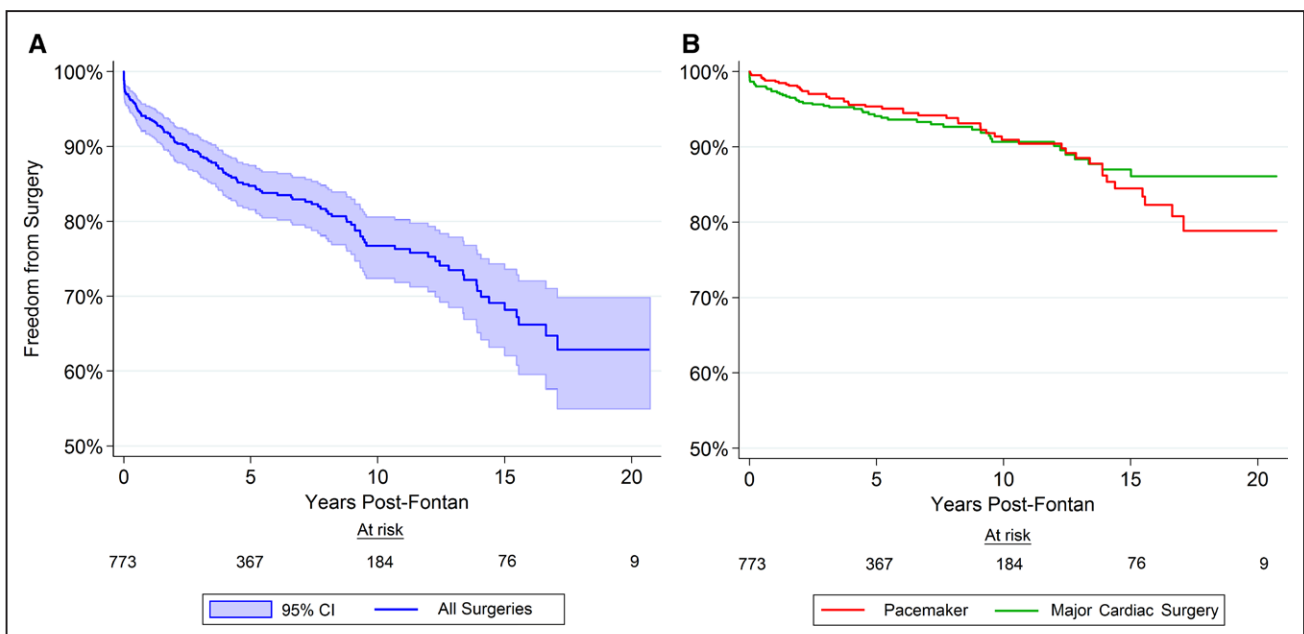 A
100%
90%
80%
70%
60%
50%
Freedom from Surgery
0 5 10 15 20
Years Post-Fontan
At risk
773 367 184 76 9
95% CI All Surgeries
B
100%
90%
80%
70%
60%
50%
0 5 10 15 20
Years Post-Fontan
At risk
773 367 184 76 9
Pacemaker Major Cardiac Surgery